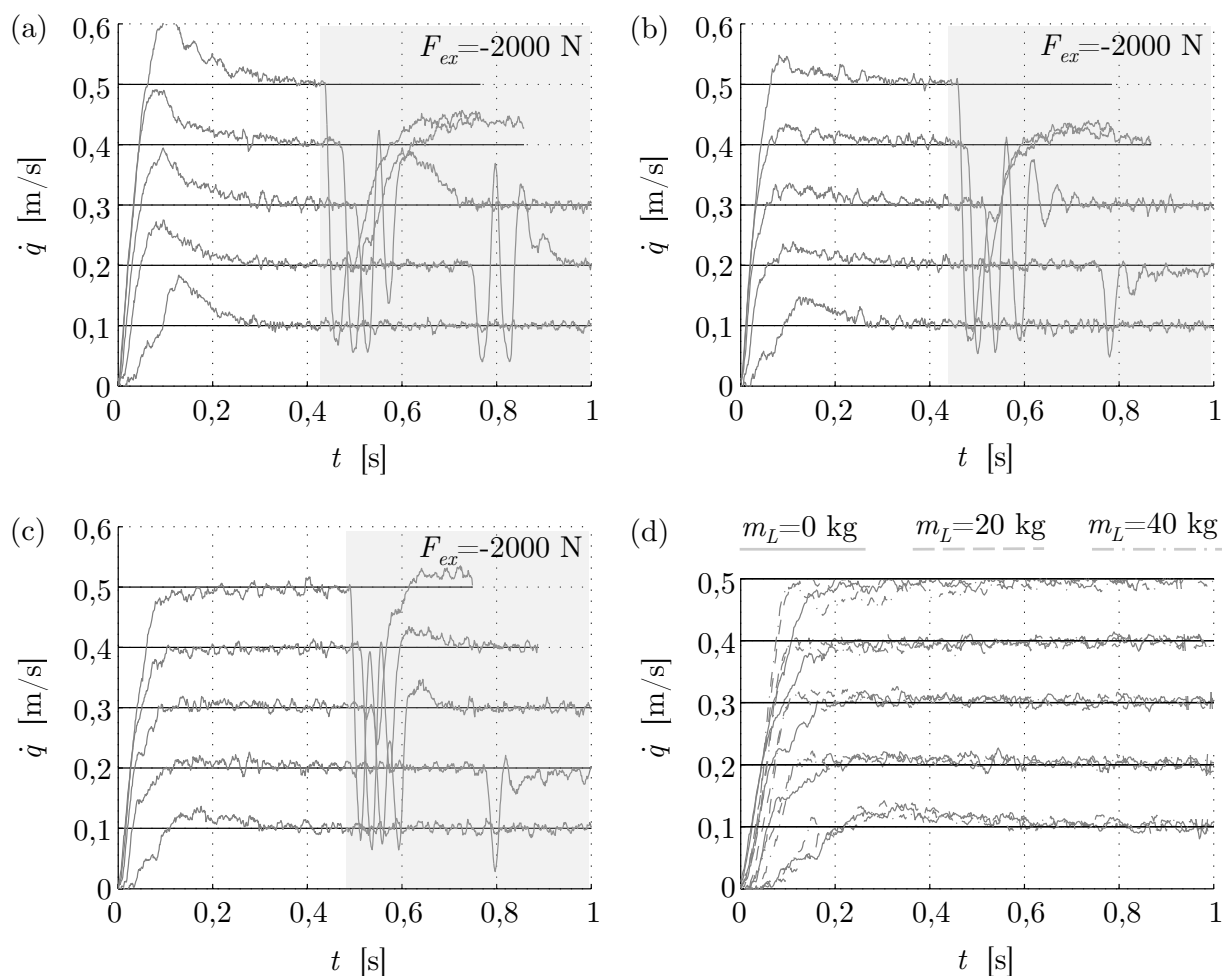 (a)
F_ex=-2000 N
0,6
0,5
0,4
0,3
0,2
0,1
0
q̇ [m/s]
0 0,2 0,4 0,6 0,8 1
t [s]
(b)
F_ex=-2000 N
0,6
0,5
0,4
0,3
0,2
0,1
0
q̇ [m/s]
0 0,2 0,4 0,6 0,8 1
t [s]
(c)
F_ex=-2000 N
0,6
0,5
0,4
0,3
0,2
0,1
0
q̇ [m/s]
0 0,2 0,4 0,6 0,8 1
t [s]
(d)
m_L=0 kg m_L=20 kg m_L=40 kg
0,5
0,4
0,3
0,2
0,1
0
q̇ [m/s]
0 0,2 0,4 0,6 0,8 1
t [s]